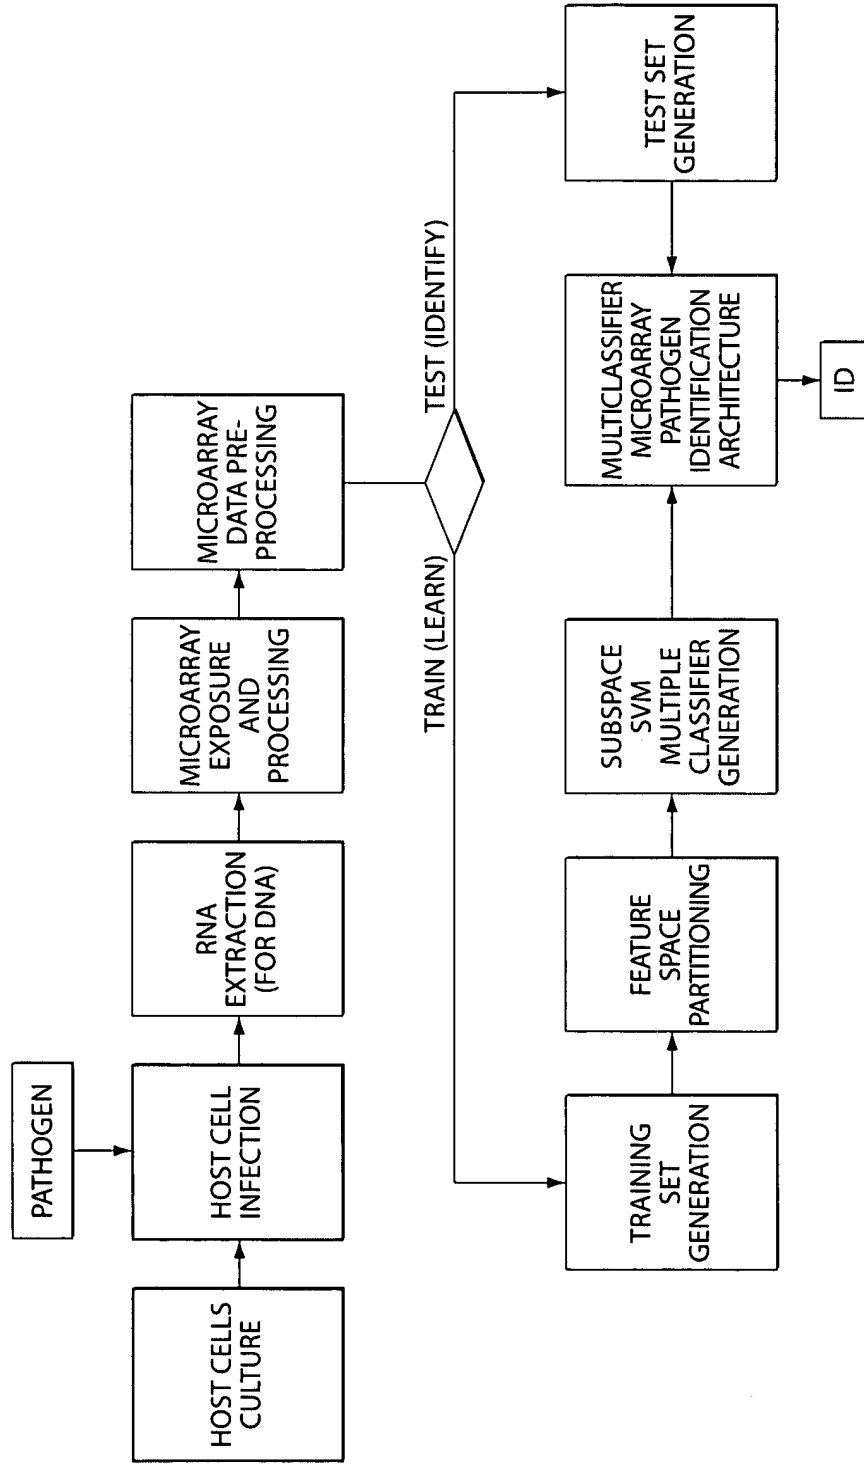 PATHOGEN
HOST CELLS
CULTURE
HOST CELL
INFECTION
RNA
EXTRACTION
(FOR DNA)
MICROARRAY
EXPOSURE
AND
PROCESSING
MICROARRAY
DATA PRE-
PROCESSING
TRAIN (LEARN)
TEST (IDENTIFY)
TRAINING
SET
GENERATION
FEATURE
SPACE
PARTITIONING
SUBSPACE
SVM
MULTIPLE
CLASSIFIER
GENERATION
MULTICLASSIFIER
MICROARRAY
PATHOGEN
IDENTIFICATION
ARCHITECTURE
TEST SET
GENERATION
ID